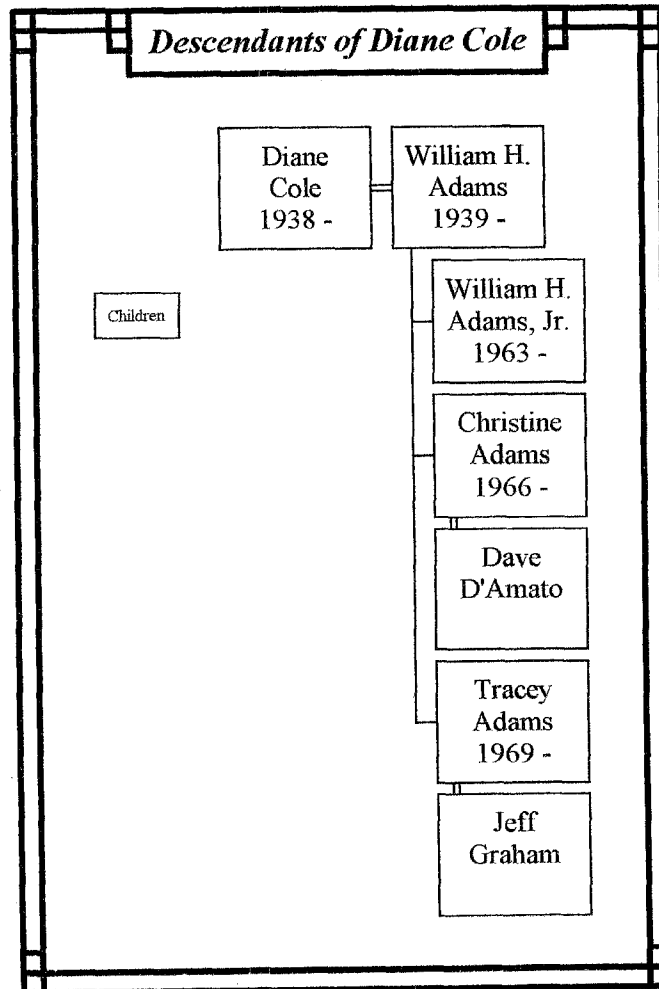 Descendants of Diane Cole
Diane
Cole
1938 -
William H.
Adams
1939 -
Children
William H.
Adams, Jr.
1963 -
Christine
Adams
1966 -
Dave
D'Amato
Tracey
Adams
1969 -
Jeff
Graham